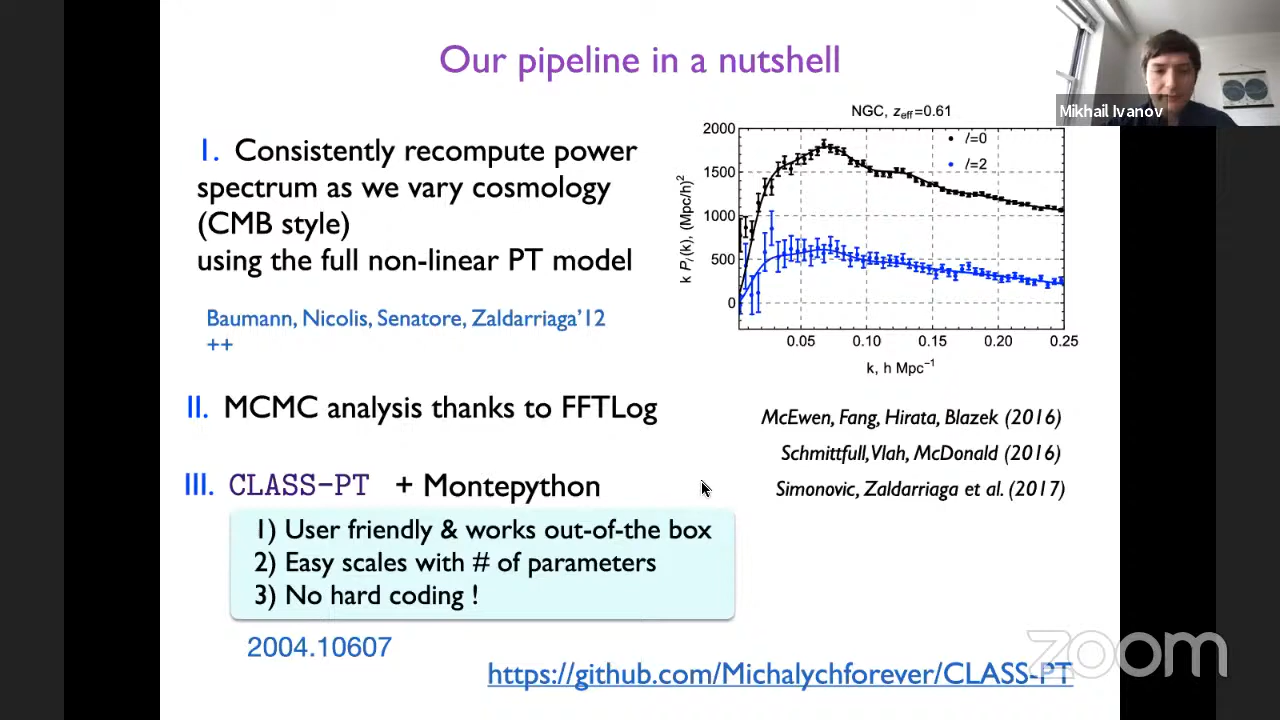 Our pipeline in a nutshell
Mikhail Ivanov
I. Consistently recompute power
spectrum as we vary cosmology
(CMB style)
using the full non-linear PT model
Baumann, Nicolis, Senatore, Zaldarriaga'12
++
NGC, zeff=0.61
l=0
l=2
2000
1500
1000
500
0
k Pl(k), (Mpc/h)²
0.05 0.10 0.15 0.20 0.25
k, h Mpc⁻¹
II. MCMC analysis thanks to FFTLog
McEwen, Fang, Hirata, Blazek (2016)
Schmittfull, Vlah, McDonald (2016)
Simonovic, Zaldarriaga et al. (2017)
III. CLASS-PT + Montepython
1) User friendly & works out-of-the box
2) Easy scales with # of parameters
3) No hard coding !
2004.10607
https://github.com/Michalychforever/CLASS-PT
zoom